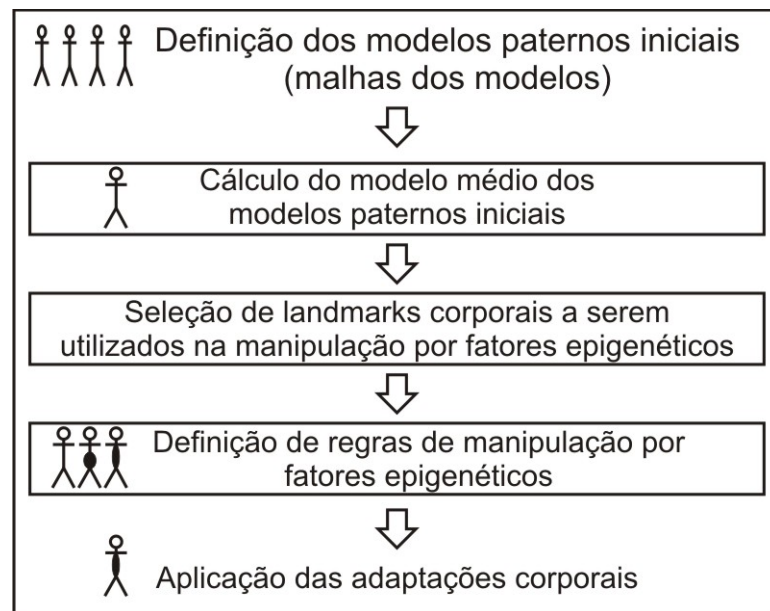 Definição dos modelos paternos iniciais
(malhas dos modelos)
Cálculo do modelo médio dos
modelos paternos iniciais
Seleção de landmarks corporais a serem
utilizados na manipulação por fatores epigenéticos
Definição de regras de manipulação por
fatores epigenéticos
Aplicação das adaptações corporais